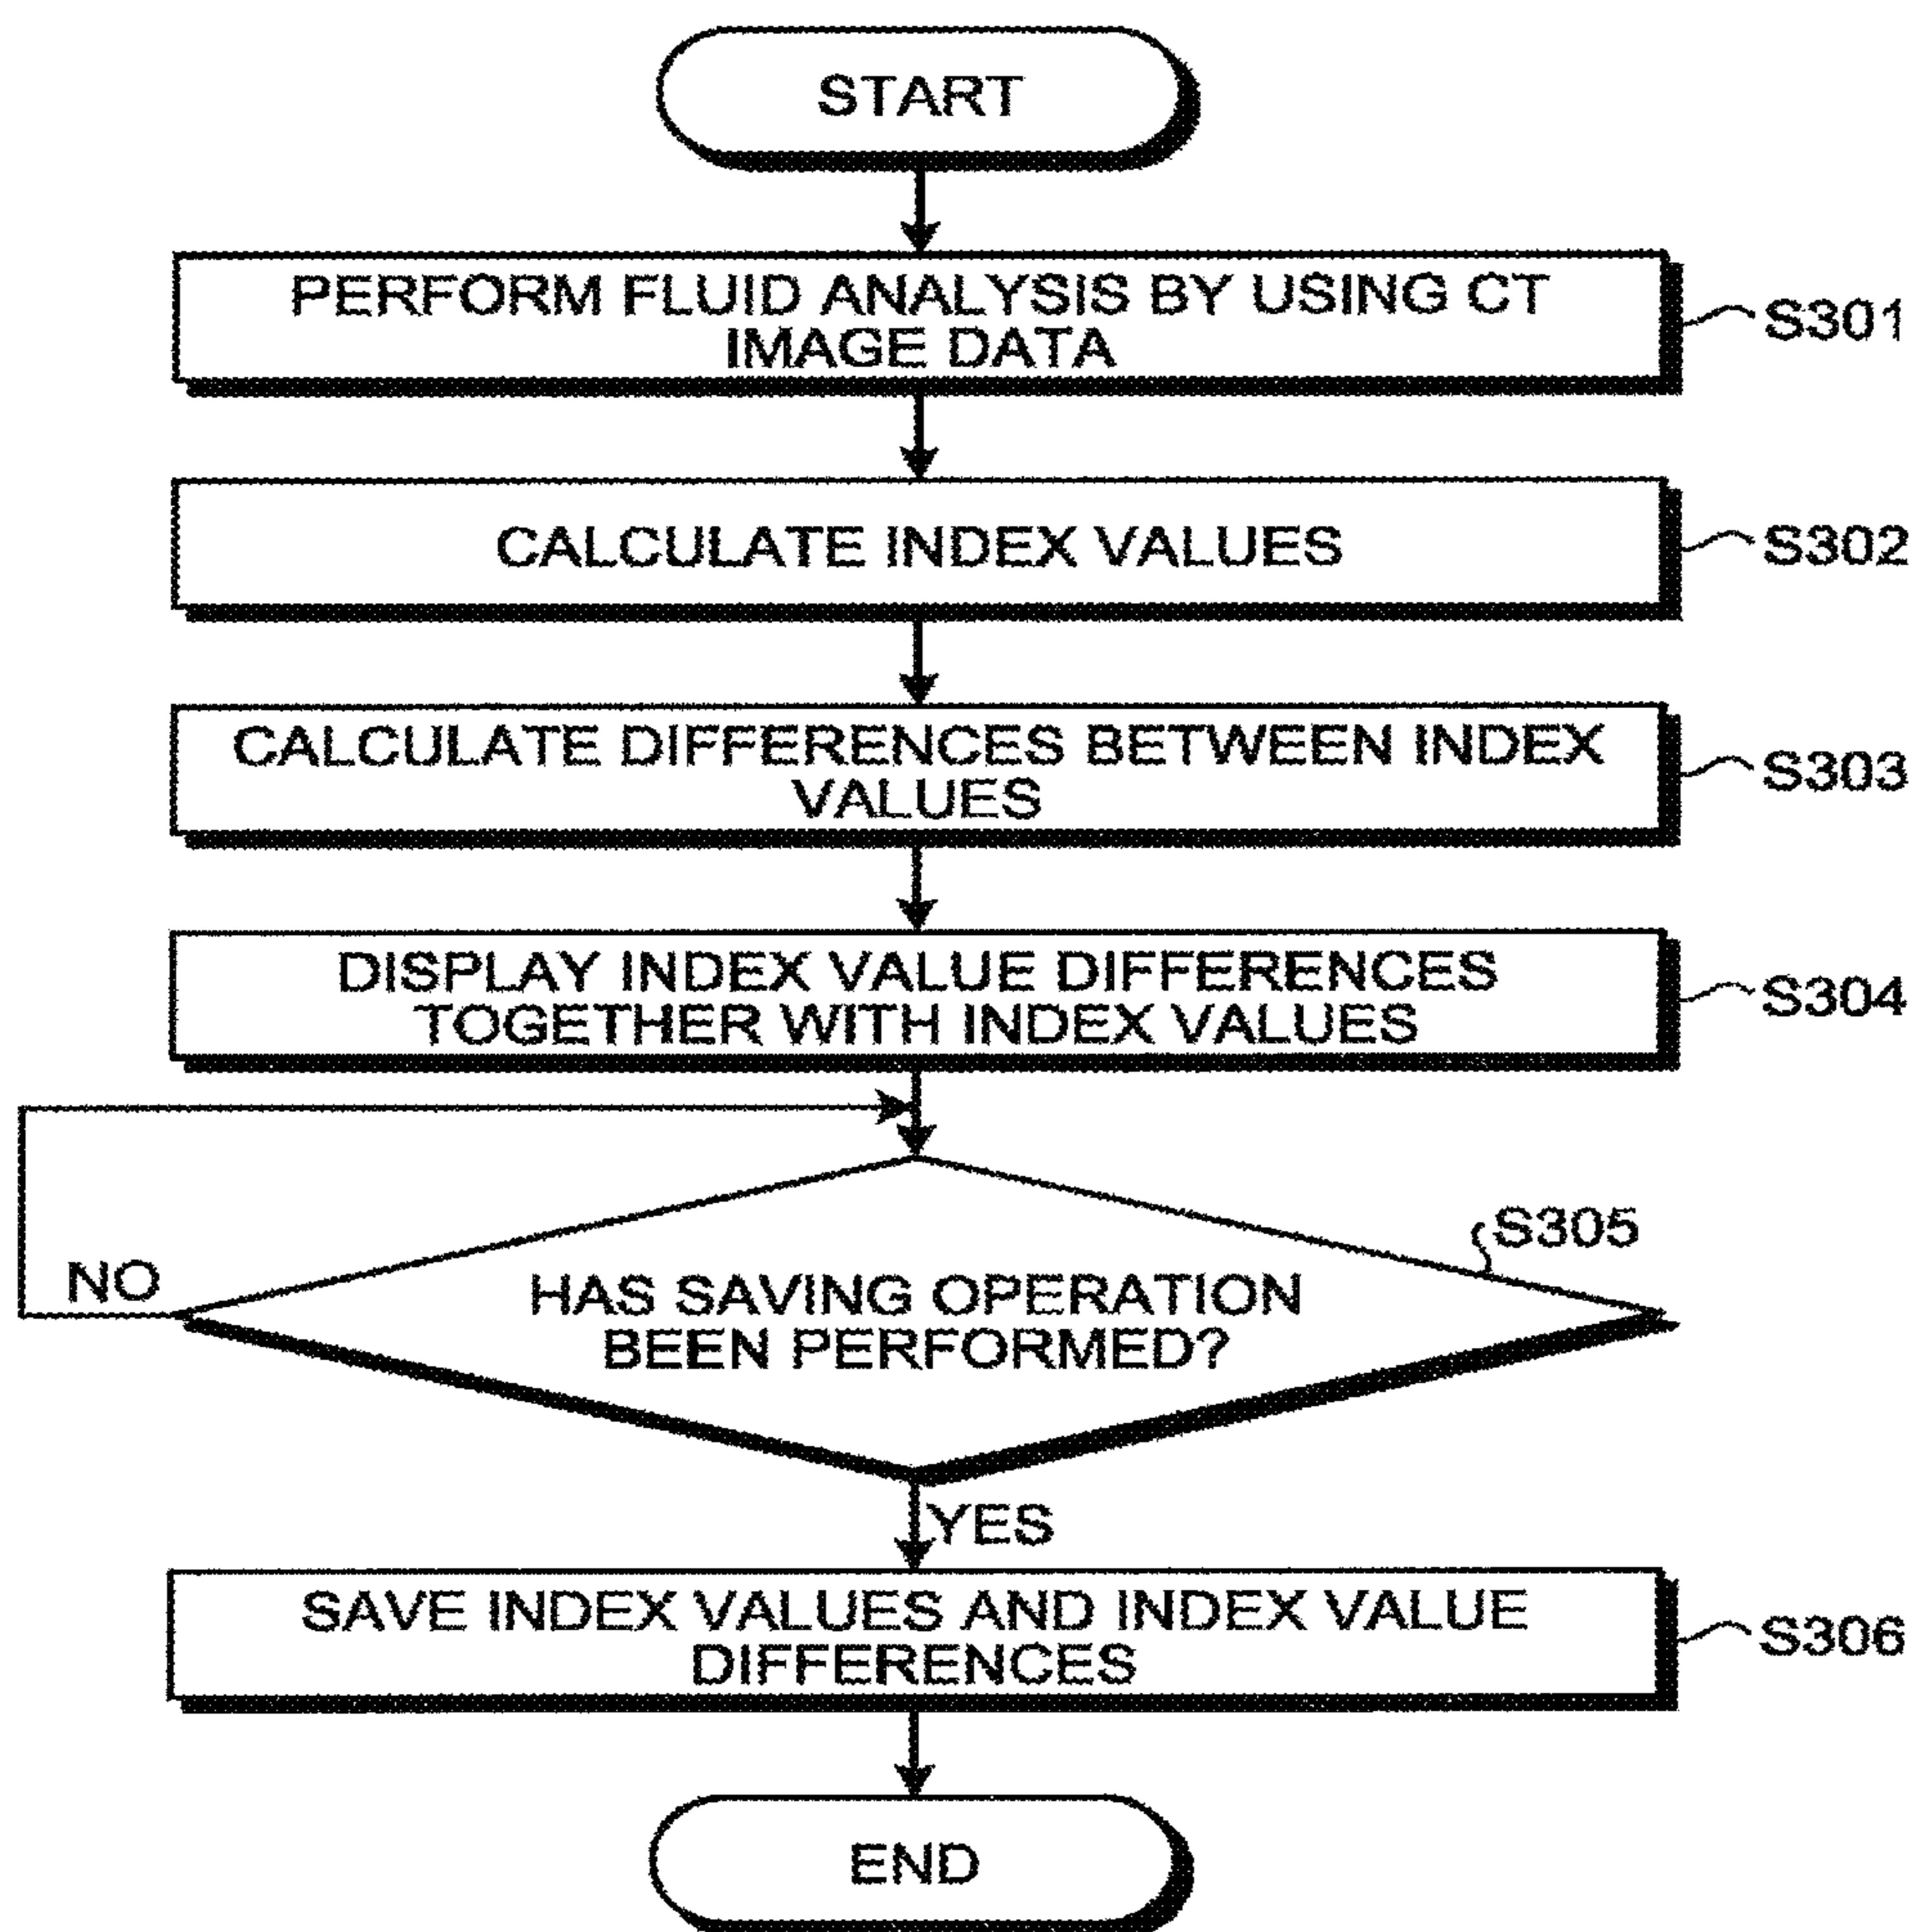 START
PERFORM FLUID ANALYSIS BY USING CT
IMAGE DATA
S301
CALCULATE INDEX VALUES
S302
CALCULATE DIFFERENCES BETWEEN INDEX
VALUES
S303
DISPLAY INDEX VALUE DIFFERENCES
TOGETHER WITH INDEX VALUES
S304
S305
NO
HAS SAVING OPERATION
BEEN PERFORMED?
YES
SAVE INDEX VALUES AND INDEX VALUE
DIFFERENCES
S306
END